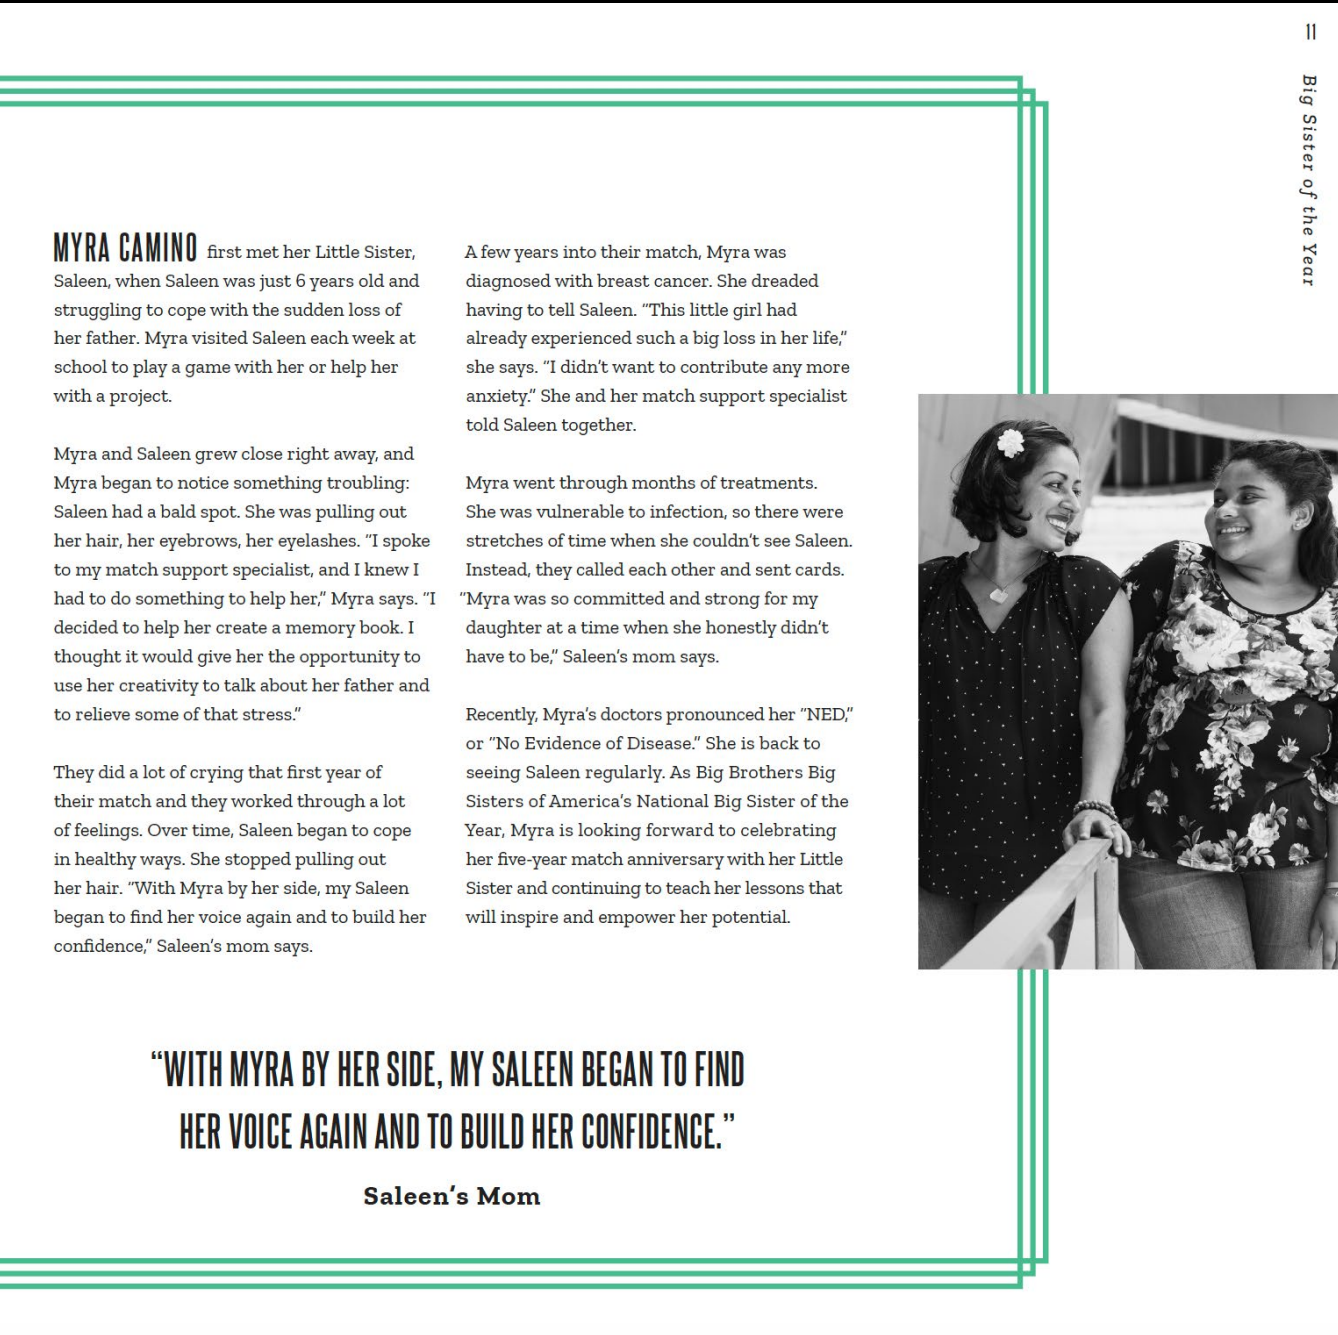 11
Big Sister of the Year
MYRA CAMINO first met her Little Sister,
Saleen, when Saleen was just 6 years old and
struggling to cope with the sudden loss of
her father. Myra visited Saleen each week at
school to play a game with her or help her
with a project.
Myra and Saleen grew close right away, and
Myra began to notice something troubling:
Saleen had a bald spot. She was pulling out
her hair, her eyebrows, her eyelashes. “I spoke
to my match support specialist, and I knew I
had to do something to help her,” Myra says. “I
decided to help her create a memory book. I
thought it would give her the opportunity to
use her creativity to talk about her father and
to relieve some of that stress.”
They did a lot of crying that first year of
their match and they worked through a lot
of feelings. Over time, Saleen began to cope
in healthy ways. She stopped pulling out
her hair. “With Myra by her side, my Saleen
began to find her voice again and to build her
confidence,” Saleen’s mom says.
A few years into their match, Myra was
diagnosed with breast cancer. She dreaded
having to tell Saleen. “This little girl had
already experienced such a big loss in her life,”
she says. “I didn’t want to contribute any more
anxiety.” She and her match support specialist
told Saleen together.
Myra went through months of treatments.
She was vulnerable to infection, so there were
stretches of time when she couldn’t see Saleen.
Instead, they called each other and sent cards.
“Myra was so committed and strong for my
daughter at a time when she honestly didn’t
have to be,” Saleen’s mom says.
Recently, Myra’s doctors pronounced her “NED,”
or “No Evidence of Disease.” She is back to
seeing Saleen regularly. As Big Brothers Big
Sisters of America’s National Big Sister of the
Year, Myra is looking forward to celebrating
her five-year match anniversary with her Little
Sister and continuing to teach her lessons that
will inspire and empower her potential.
“WITH MYRA BY HER SIDE, MY SALEEN BEGAN TO FIND
HER VOICE AGAIN AND TO BUILD HER CONFIDENCE.”
Saleen’s Mom